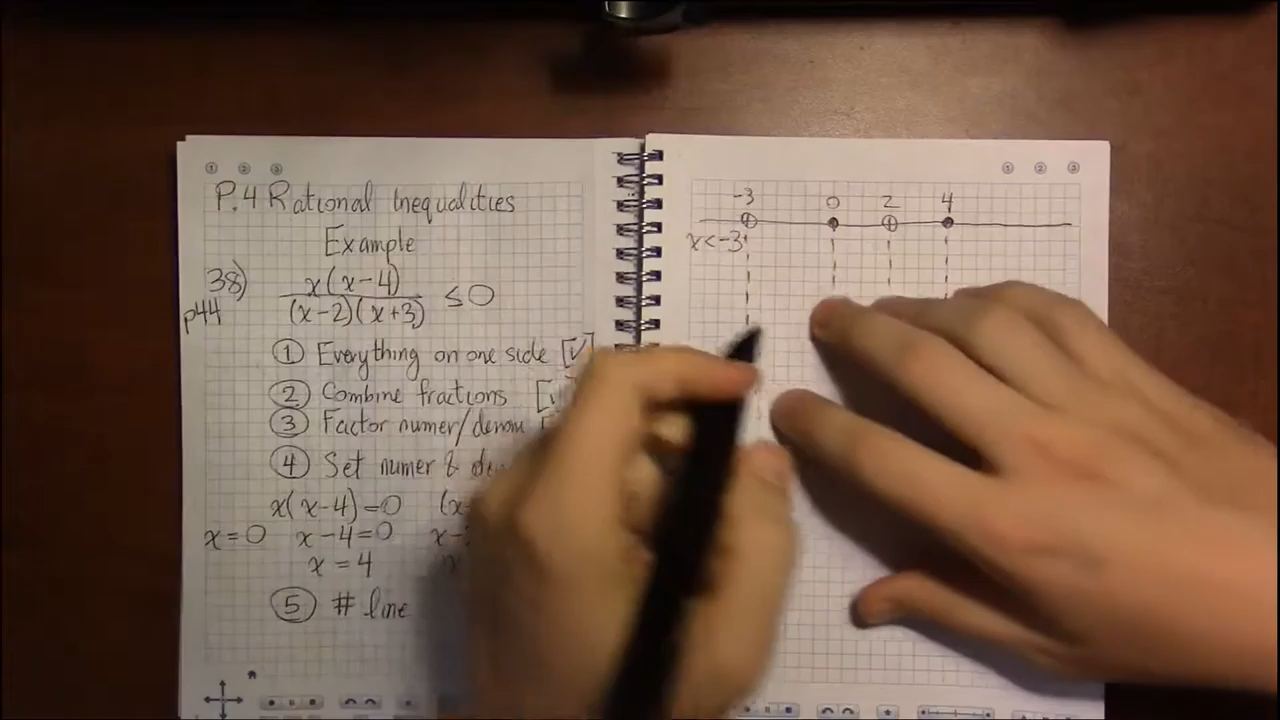 P.4 Rational Inequalities
Example
38)
p44
x(x-4)
(x-2)(x+3)
≤0
① Everything on one side [√]
② Combine fractions [√
③ Factor numer/denom [
④ Set numer &
x(x-4)=0 (x-
x=0 x-4=0 x-
x=4
⑤ # line
-3 0 2 4
x<-3